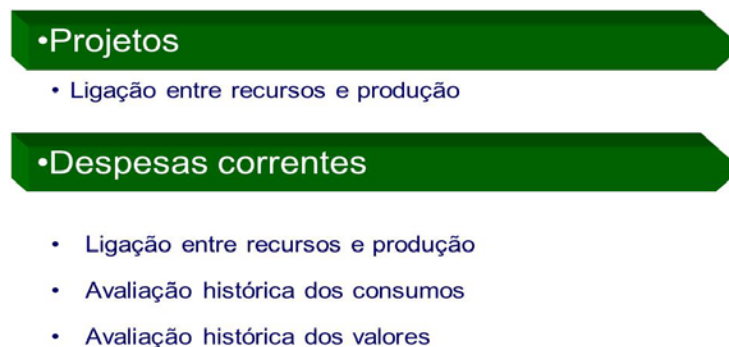 •Projetos
• Ligação entre recursos e produção
•Despesas correntes
• Ligação entre recursos e produção
• Avaliação histórica dos consumos
• Avaliação histórica dos valores